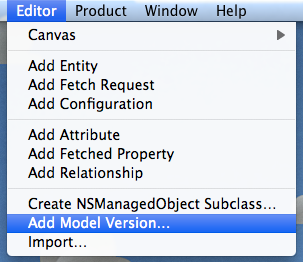 Editor Product Window Help
Canvas
Add Entity
Add Fetch Request
Add Configuration
Add Attribute
Add Fetched Property
Add Relationship
Create NSManagedObject Subclass...
Add Model Version...
Import...